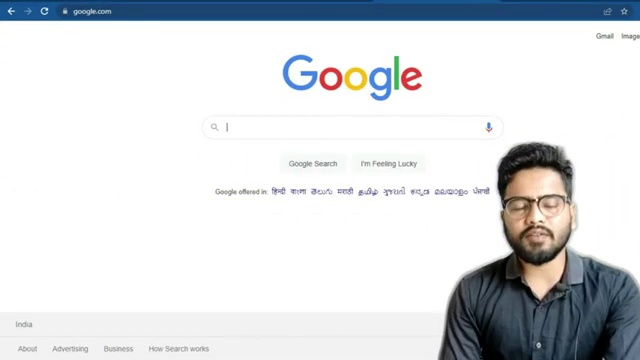 google.com
Gmail Image
Google
Google Search I'm Feeling Lucky
Google offered in: हिन्दी বাংলা తెలుగు मराठी தமிழ் ગુજરાતી ಕನ್ನಡ മലയാളം ਪੰਜਾਬੀ
India
About Advertising Business How Search works